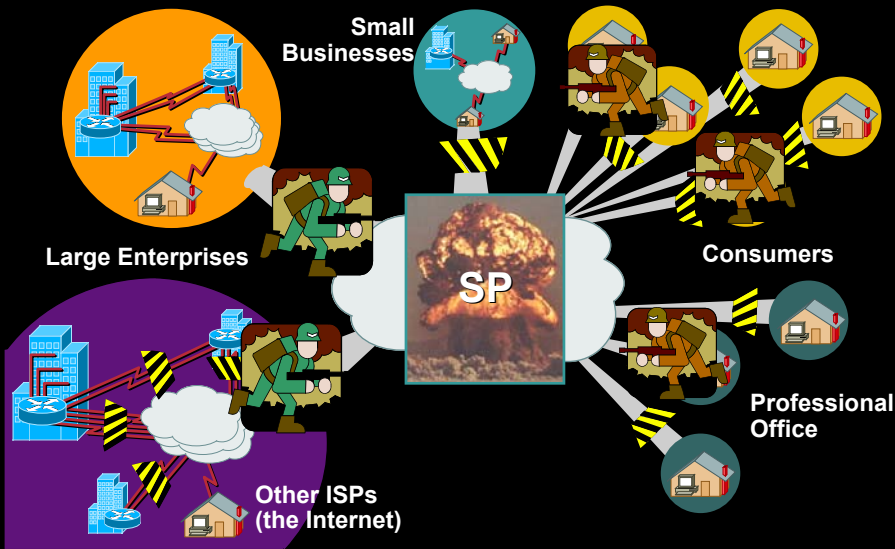 Small
Businesses
Large Enterprises
SP
Consumers
Professional
Office
Other ISPs
(the Internet)